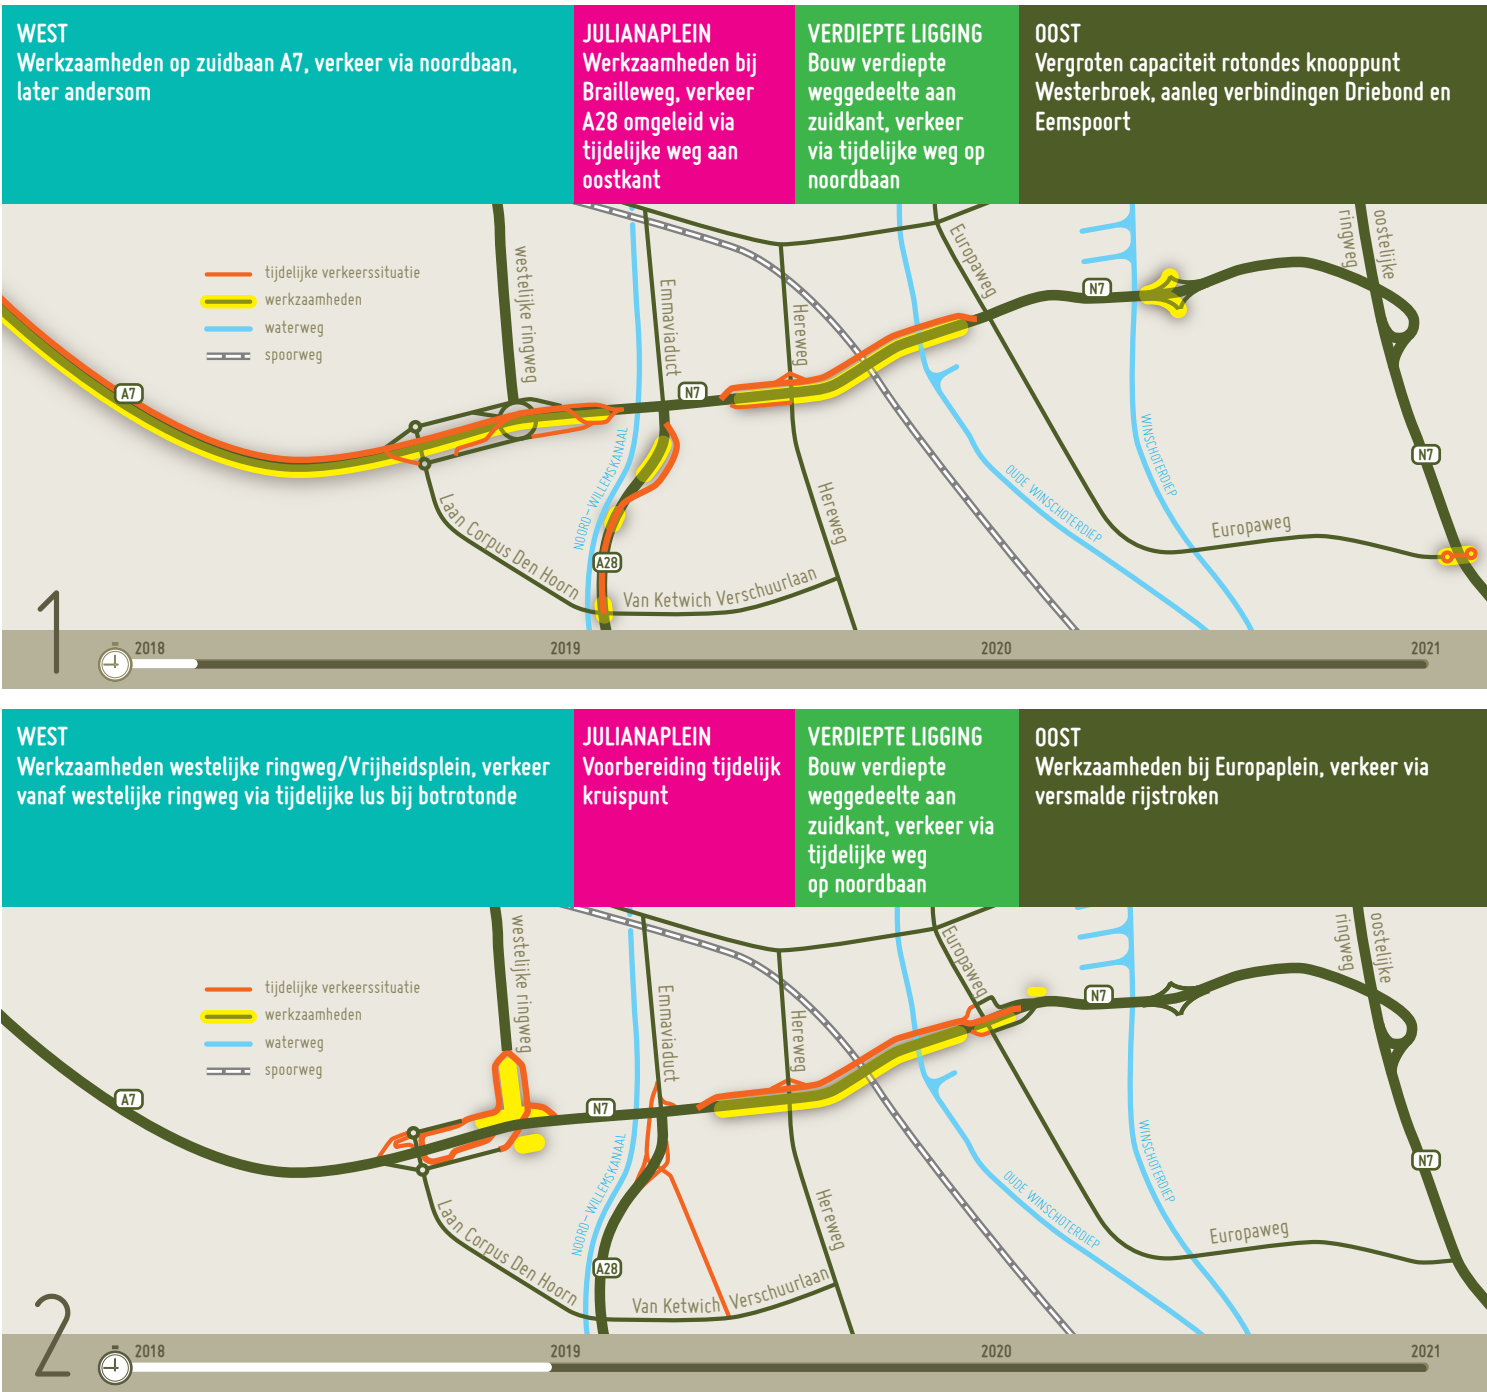 WEST
Werkzaamheden op zuidbaan A7, verkeer via noordbaan,
later andersom
JULIANAPLEIN
Werkzaamheden bij
Brailleweg, verkeer
A28 omgeleid via
tijdelijke weg aan
oostkant
VERDIEPTE LIGGING
Bouw verdiepte
weggedeelte aan
zuidkant, verkeer
via tijdelijke weg op
noordbaan
OOST
Vergroten capaciteit rotondes knooppunt
Westerbroek, aanleg verbindingen Driebond en
Eemspoort
tijdelijke verkeerssituatie
werkzaamheden
waterweg
spoorweg
westelijke ringweg
Emmaviaduct
Hereweg
Europaweg
oostelijke
ringweg
A7
N7
N7
N7
A28
NOORD-WILLEMSKANAAL
Laan Corpus Den Hoorn
Van Ketwich Verschuurlaan
Hereweg
OUDE WINSCHOTERDIEP
WINSCHOTERDIEP
Europaweg
1
2018
2019
2020
2021
WEST
Werkzaamheden westelijke ringweg/Vrijheidsplein, verkeer
vanaf westelijke ringweg via tijdelijke lus bij botrotonde
JULIANAPLEIN
Voorbereiding tijdelijk
kruispunt
VERDIEPTE LIGGING
Bouw verdiepte
weggedeelte aan
zuidkant, verkeer via
tijdelijke weg
op noordbaan
OOST
Werkzaamheden bij Europaplein, verkeer via
versmalde rijstroken
tijdelijke verkeerssituatie
werkzaamheden
waterweg
spoorweg
westelijke ringweg
Emmaviaduct
Hereweg
Europaweg
oostelijke
ringweg
A7
N7
N7
N7
A28
NOORD-WILLEMSKANAAL
Laan Corpus Den Hoorn
Van Ketwich Verschuurlaan
Hereweg
OUDE WINSCHOTERDIEP
WINSCHOTERDIEP
Europaweg
2
2018
2019
2020
2021